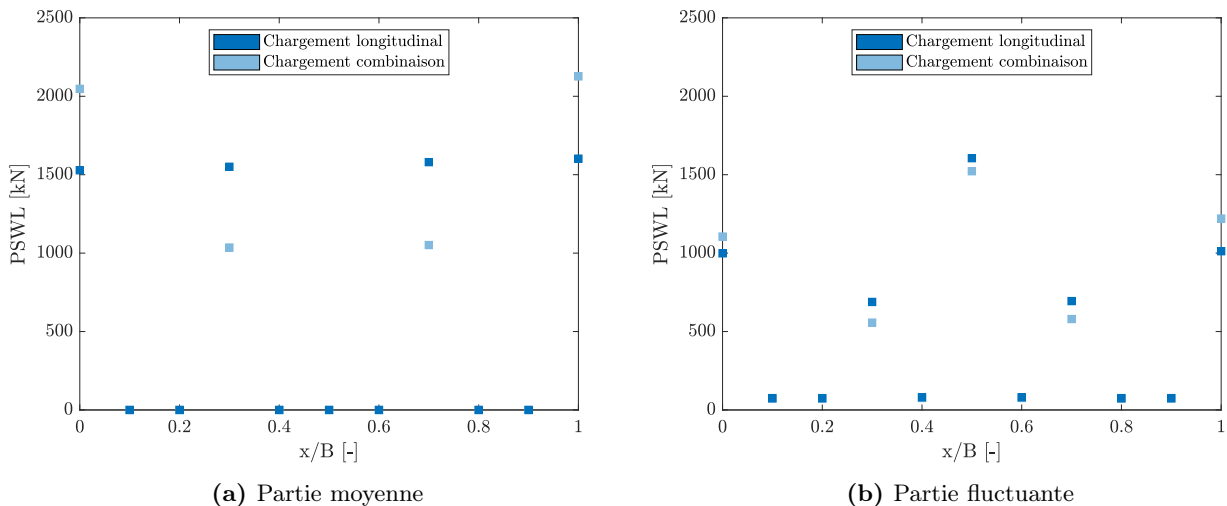 2500
2000
1500
1000
500
0
PSWL [kN]
Chargement longitudinal
Chargement combinaison
0 0.2 0.4 0.6 0.8 1
x/B [-]
(a) Partie moyenne
2500
2000
1500
1000
500
0
PSWL [kN]
Chargement longitudinal
Chargement combinaison
0 0.2 0.4 0.6 0.8 1
x/B [-]
(b) Partie fluctuante